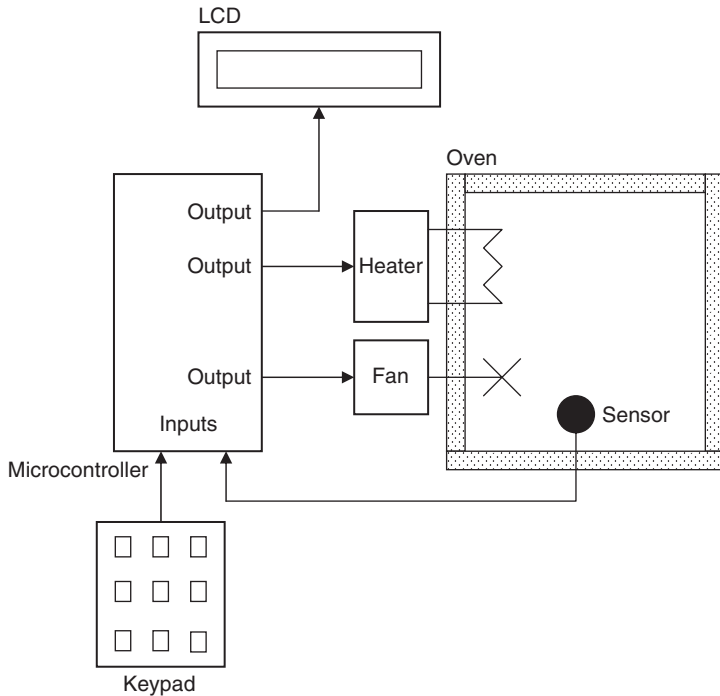 LCD
Oven
Output
Output
Heater
Output
Fan
Inputs
Sensor
Microcontroller
Keypad